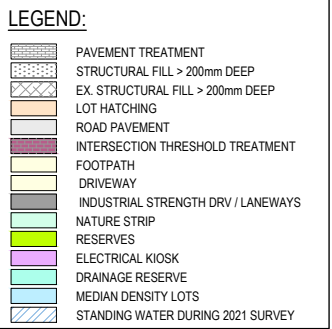 LEGEND:
PAVEMENT TREATMENT
STRUCTURAL FILL > 200mm DEEP
EX. STRUCTURAL FILL > 200mm DEEP
LOT HATCHING
ROAD PAVEMENT
INTERSECTION THRESHOLD TREATMENT
FOOTPATH
DRIVEWAY
INDUSTRIAL STRENGTH DRV / LANEWAYS
NATURE STRIP
RESERVES
ELECTRICAL KIOSK
DRAINAGE RESERVE
MEDIAN DENSITY LOTS
STANDING WATER DURING 2021 SURVEY